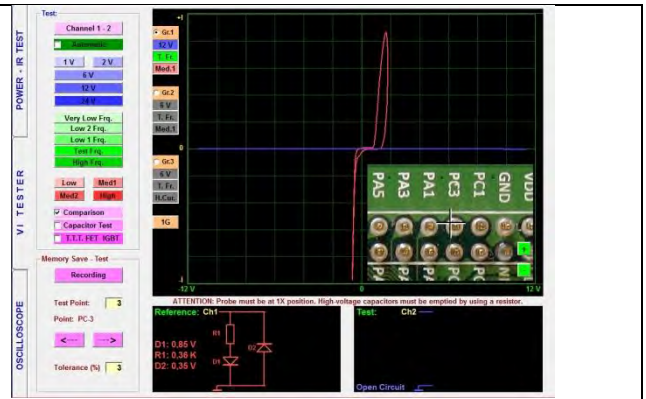 POWER - IR TEST
VI TESTER
OSCILLOSCOPE
Test:
Channel 1 - 2
Automatic
1 V
2 V
6 V
12 V
24 V
Very Low Frq.
Low 2 Frq.
Low 1 Frq.
Test Frq.
High Frq.
Low
Med1
Med2
High
Comparison
Capacitor Test
T.T.T. FET IGBT
Memory Save - Test
Recording
Test Point: 3
Point: PC-3
<---
--->
Tolerance (%) 3
Gr.1
12 V
T. Fr.
Med.1
Gr.2
6 V
T. Fr.
Med.1
Gr.3
6 V
T. Fr.
H.Cur.
1G
+I
0
-I
-12 V
0
12 V
PA5
PA3
PA1
PC3
PC1
GND
VDD
ATTENTION: Probe must be at 1X position. High-voltage capacitors must be emptied by using a resistor.
Reference: Ch1
R1
D1
D2
D1: 0,85 V
R1: 0,36 K
D2: 0,35 V
Test: Ch2
Open Circuit